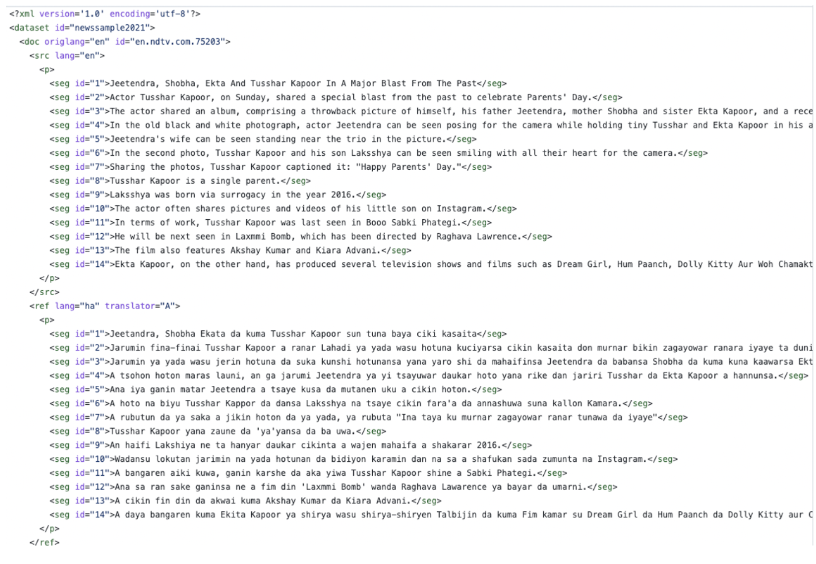 <?xml version='1.0' encoding='utf-8'?>
<dataset id="newssample2021">
<doc origlang="en" id="en.ndtv.com.75203">
<src lang="en">
<p>
<seg id="1">Jeetendra, Shobha, Ekta And Tusshar Kapoor In A Major Blast From The Past</seg>
<seg id="2">Actor Tusshar Kapoor, on Sunday, shared a special blast from the past to celebrate Parents' Day.</seg>
<seg id="3">The actor shared an album, comprising a throwback picture of himself, his father Jeetendra, mother Shobha and sister Ekta Kapoor, and a rece
<seg id="4">In the old black and white photograph, actor Jeetendra can be seen posing for the camera while holding tiny Tusshar and Ekta Kapoor in his a
<seg id="5">Jeetendra's wife can be seen standing near the trio in the picture.</seg>
<seg id="6">In the second photo, Tusshar Kapoor and his son Laksshya can be seen smiling with all their heart for the camera.</seg>
<seg id="7">Sharing the photos, Tusshar Kapoor captioned it: "Happy Parents' Day."</seg>
<seg id="8">Tusshar Kapoor is a single parent.</seg>
<seg id="9">Laksshya was born via surrogacy in the year 2016.</seg>
<seg id="10">The actor often shares pictures and videos of his little son on Instagram.</seg>
<seg id="11">In terms of work, Tusshar Kapoor was last seen in Booo Sabki Phategi.</seg>
<seg id="12">He will be next seen in Laxmmi Bomb, which has been directed by Raghava Lawrence.</seg>
<seg id="13">The film also features Akshay Kumar and Kiara Advani.</seg>
<seg id="14">Ekta Kapoor, on the other hand, has produced several television shows and films such as Dream Girl, Hum Paanch, Dolly Kitty Aur Woh Chamakt
</p>
</src>
<ref lang="ha" translator="A">
<p>
<seg id="1">Jeetandra, Shobha Ekata da kuma Tusshar Kapoor sun tuna baya ciki kasaita</seg>
<seg id="2">Jarumin fina-finai Tusshar Kapoor a ranar Lahadi ya yada wasu hotuna kuciyarsa cikin kasaita don murnar bikin zagayowar ranara iyaye ta duni
<seg id="3">Jarumin ya yada wasu jerin hotuna da suka kunshi hotunansa yana yaro shi da mahaifinsa Jeetendra da babansa Shobha da kuma kuna kaawarsa Ekt
<seg id="4">A tsohon hoton maras launi, an ga jarumi Jeetendra ya yi tsayuwar daukar hoto yana rike dan jariri Tusshar da Ekta Kapoor a hannunsa.</seg>
<seg id="5">Ana iya ganin matar Jeetendra a tsaye kusa da mutanen uku a cikin hoton.</seg>
<seg id="6">A hoto na biyu Tusshar Kappor da dansa Laksshya na tsaye cikin fara'a da annashuwa suna kallon Kamara.</seg>
<seg id="7">A rubutun da ya saka a jikin hoton da ya yada, ya rubuta "Ina taya ku murnar zagayowar ranar tunawa da iyaye"</seg>
<seg id="8">Tusshar Kapoor yana zaune da 'ya'yansa da ba uwa.</seg>
<seg id="9">An haifi Lakshiya ne ta hanyar daukar cikinta a wajen mahaifa a shakarar 2016.</seg>
<seg id="10">Wadansu lokutan jarimin na yada hotunan da bidiyon karamin dan na sa a shafukan sada zumunta na Instagram.</seg>
<seg id="11">A bangaren aiki kuwa, ganin karshe da aka yiwa Tusshar Kapoor shine a Sabki Phategi.</seg>
<seg id="12">Ana sa ran sake ganinsa ne a fim din 'Laxmmi Bomb' wanda Raghava Lawarence ya bayar da umarni.</seg>
<seg id="13">A cikin fin din da akwai kuma Akshay Kumar da Kiara Advani.</seg>
<seg id="14">A daya bangaren kuma Ekita Kapoor ya shirya wasu shirya-shiryen Talbijin da kuma Fim kamar su Dream Girl da Hum Paanch da Dolly Kitty aur C
</p>
</ref>